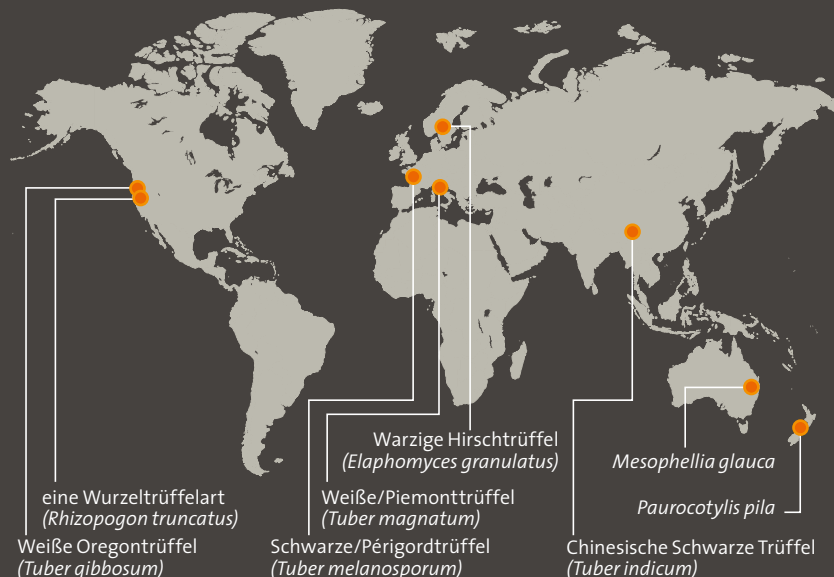 Warzige Hirschtrüffel
(Elaphomyces granulatus)
Mesophellia glauca
eine Wurzeltrüffelart
(Rhizopogon truncatus)
Weiße/Piemonttrüffel
(Tuber magnatum)
Paurocotylis pila
Weiße Oregontrüffel
(Tuber gibbosum)
Schwarze/Périgordtrüffel
(Tuber melanosporum)
Chinesische Schwarze Trüffel
(Tuber indicum)